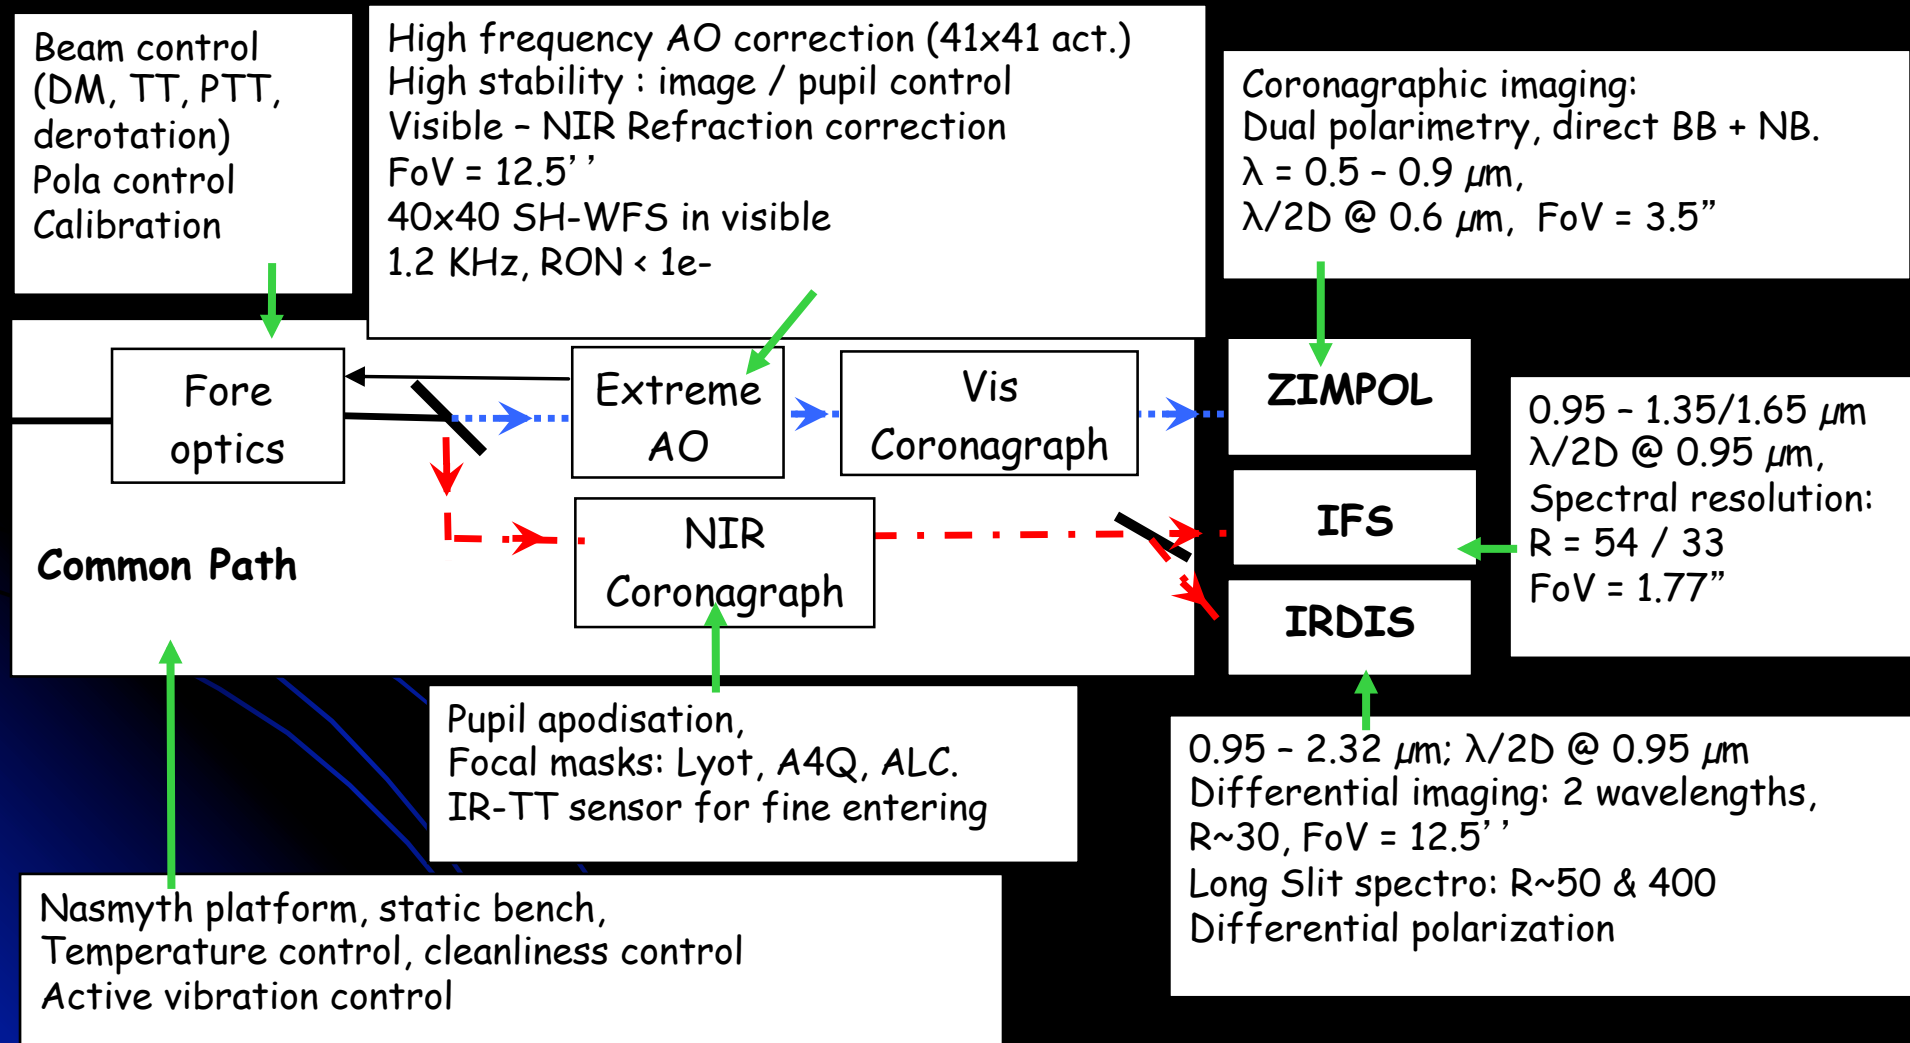 Beam control
(DM, TT, PTT,
derotation)
Pola control
Calibration
High frequency AO correction (41x41 act.)
High stability : image / pupil control
Visible – NIR Refraction correction
FoV = 12.5’’
40x40 SH-WFS in visible
1.2 KHz, RON < 1e-
Coronagraphic imaging:
Dual polarimetry, direct BB + NB.
λ = 0.5 – 0.9 µm,
λ/2D @ 0.6 µm, FoV = 3.5”
Fore
optics
Extreme
AO
Vis
Coronagraph
ZIMPOL
0.95 – 1.35/1.65 µm
λ/2D @ 0.95 µm,
Spectral resolution:
R = 54 / 33
FoV = 1.77”
Common Path
NIR
Coronagraph
IFS
IRDIS
Pupil apodisation,
Focal masks: Lyot, A4Q, ALC.
IR-TT sensor for fine entering
0.95 – 2.32 µm; λ/2D @ 0.95 µm
Differential imaging: 2 wavelengths,
R~30, FoV = 12.5’’
Long Slit spectro: R~50 & 400
Differential polarization
Nasmyth platform, static bench,
Temperature control, cleanliness control
Active vibration control